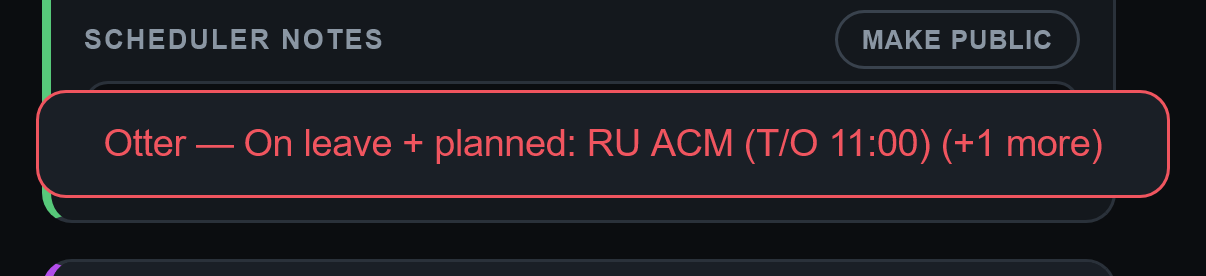 SCHEDULER NOTES
MAKE PUBLIC
Otter — On leave + planned: RU ACM (T/O 11:00) (+1 more)